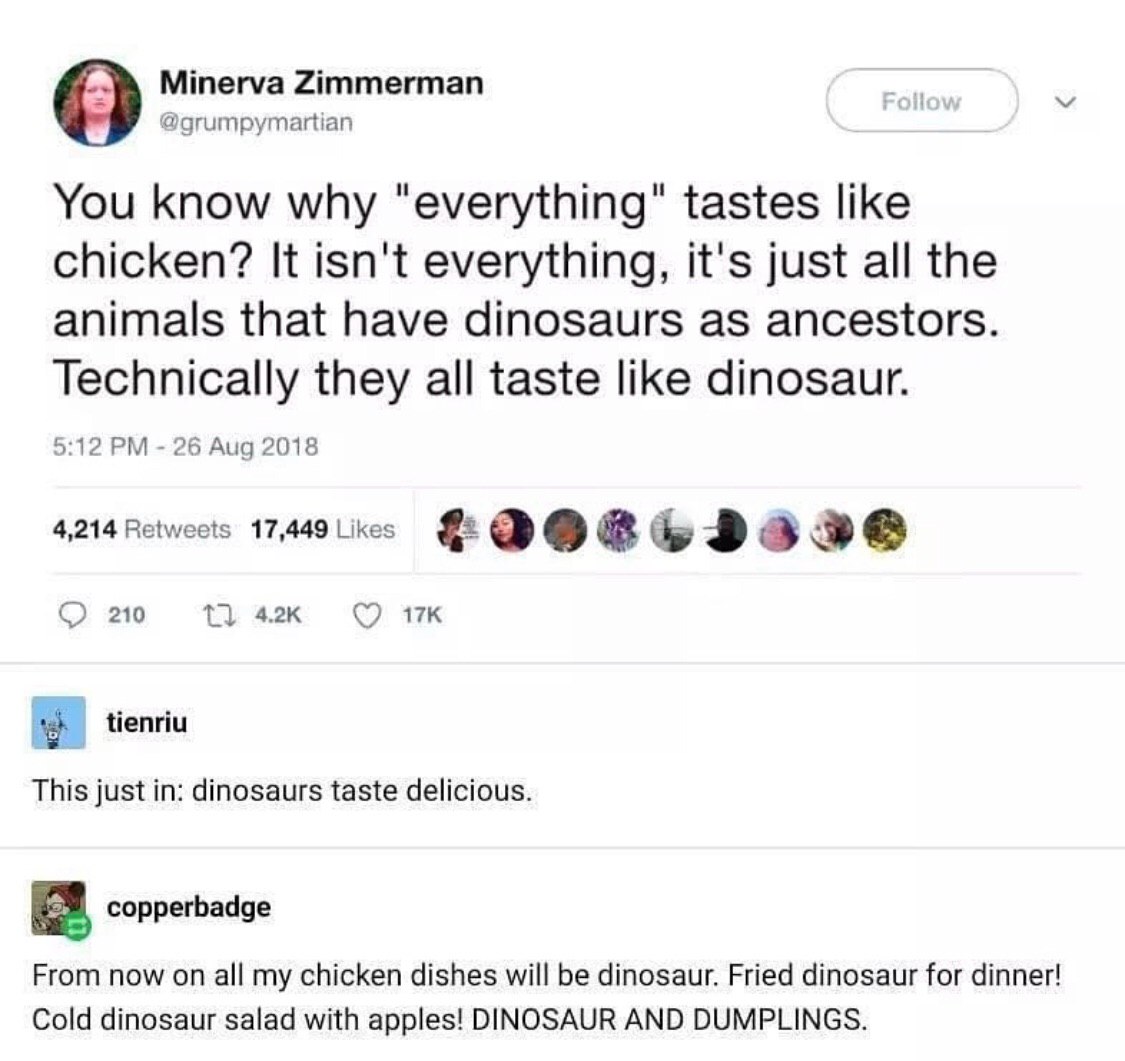 Minerva Zimmerman
@grumpymartian
Follow
You know why "everything" tastes like
chicken? It isn't everything, it's just all the
animals that have dinosaurs as ancestors.
Technically they all taste like dinosaur.
5:12 PM - 26 Aug 2018
4,214 Retweets 17,449 Likes
210 4.2K 17K
tienriu
This just in: dinosaurs taste delicious.
copperbadge
From now on all my chicken dishes will be dinosaur. Fried dinosaur for dinner!
Cold dinosaur salad with apples! DINOSAUR AND DUMPLINGS.